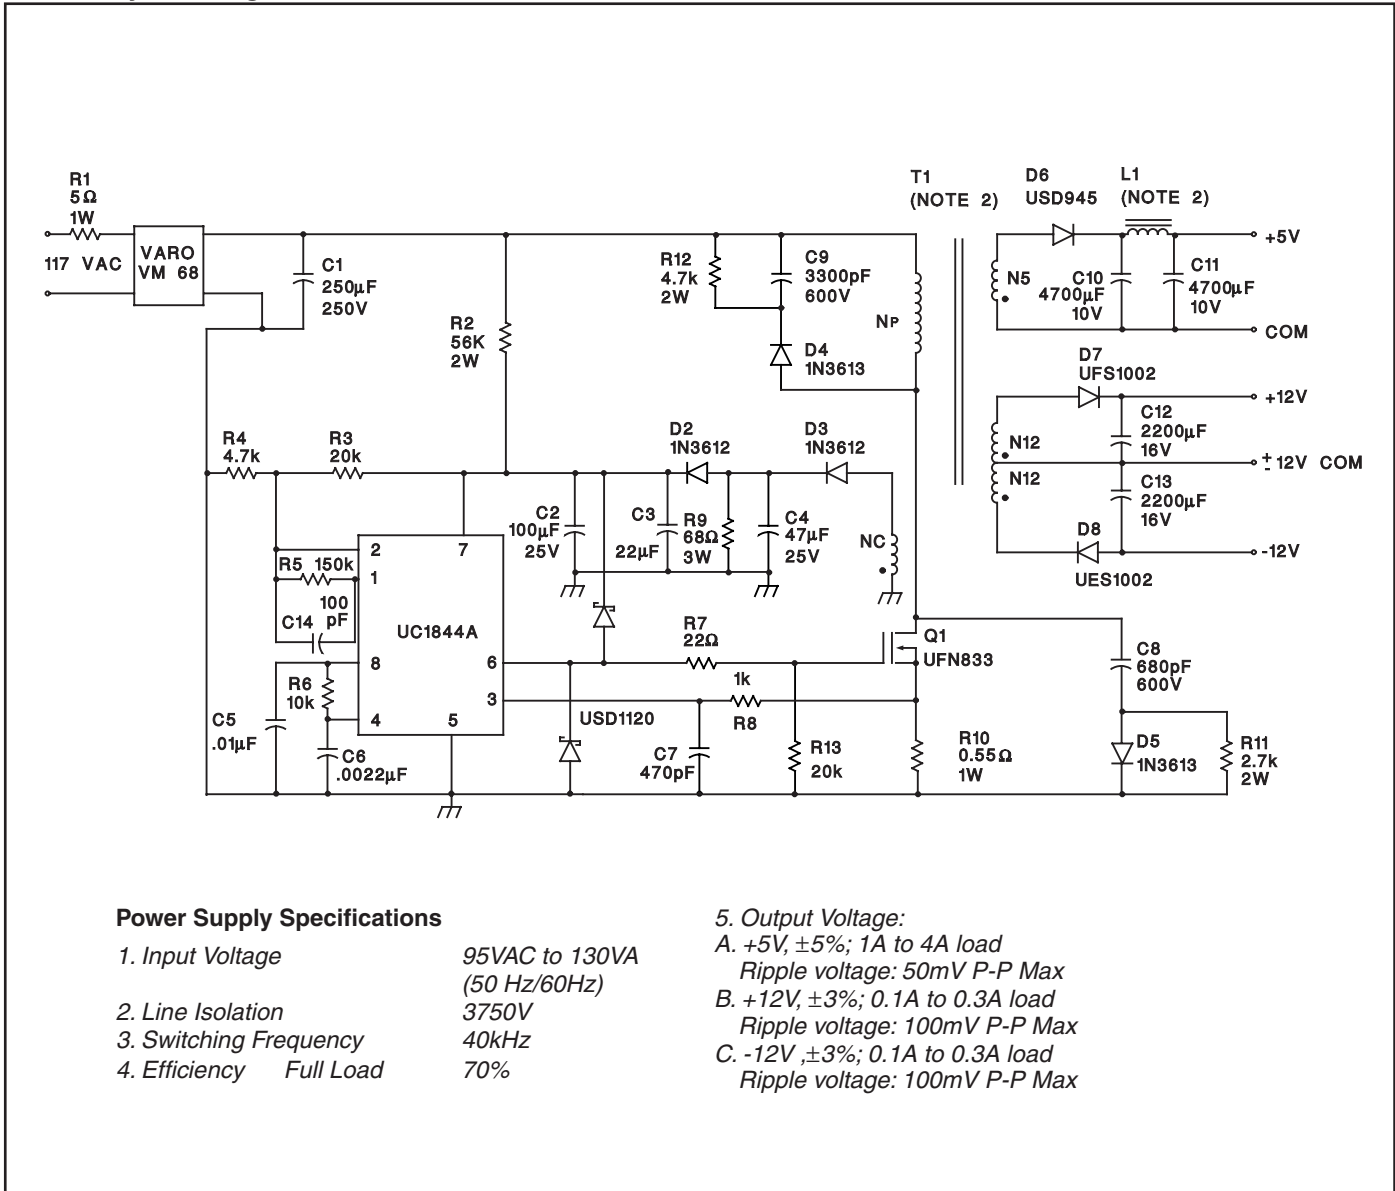 T1
(NOTE 2)
D6
USD945
L1
(NOTE 2)
R1
5Ω
1W
117 VAC
VARO
VM 68
C1
250µF
250V
R2
56K
2W
R12
4.7k
2W
C9
3300pF
600V
D4
1N3613
NP
N5
C10
4700µF
10V
C11
4700µF
10V
+5V
COM
D7
UFS1002
+12V
C12
2200µF
16V
N12
N12
± 12V COM
C13
2200µF
16V
D8
UES1002
-12V
R4
4.7k
R3
20k
D2
1N3612
D3
1N3612
C2
100µF
25V
C3
22µF
R9
68Ω
3W
C4
47µF
25V
NC
2
7
R5 150k
1
100
pF
C14
UC1844A
8
6
R6
10k
3
4
5
C5
.01µF
C6
.0022µF
USD1120
R7
22Ω
1k
R8
C7
470pF
R13
20k
Q1
UFN833
R10
0.55Ω
1W
C8
680pF
600V
D5
1N3613
R11
2.7k
2W
Power Supply Specifications
1. Input Voltage 95VAC to 130VA
(50 Hz/60Hz)
2. Line Isolation 3750V
3. Switching Frequency 40kHz
4. Efficiency Full Load 70%
5. Output Voltage:
A. +5V, ±5%; 1A to 4A load
Ripple voltage: 50mV P-P Max
B. +12V, ±3%; 0.1A to 0.3A load
Ripple voltage: 100mV P-P Max
C. -12V ,±3%; 0.1A to 0.3A load
Ripple voltage: 100mV P-P Max